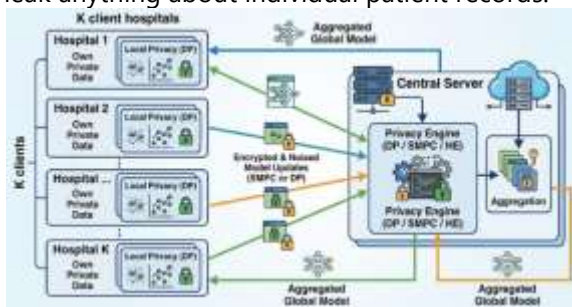 leak anything about individual patient records.
K client hospitals
Aggregated
Global Model
Hospital 1
Own
Private
Data
Local Privacy (DP)
Hospital 2
Own
Private
Data
Local Privacy (DP)
Hospital ...
Own
Private
Data
Local Privacy (DP)
Hospital K
Own
Private
Data
Local Privacy (DP)
K clients
Encrypted & Noised
Model Updates
(SMPC or DP)
Central Server
Privacy Engine
(DP / SMPC / HE)
Privacy Engine
(DP / SMPC / HE)
Aggregation
Aggregated
Global Model
Aggregated
Global Model